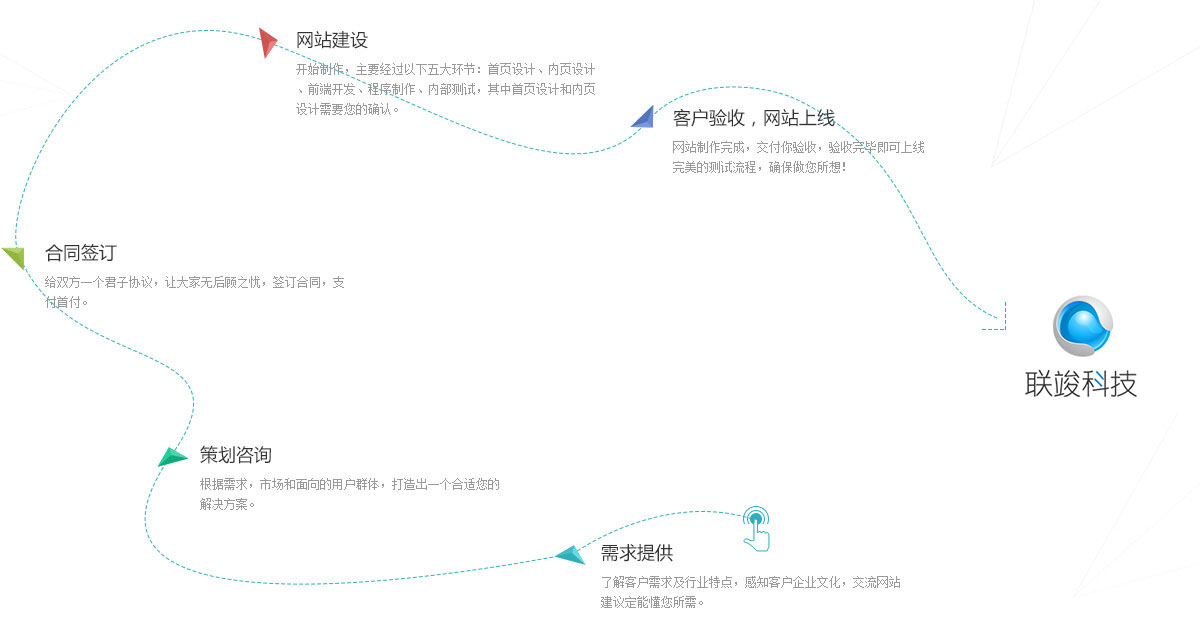 网站建设
开始制作，主要经过以下五大环节：首页设计、内页设计
、前端开发、程序制作、内部测试，其中首页设计和内页
设计需要您的确认。
客户验收，网站上线
网站制作完成，交付你验收，验收完毕即可上线
完美的测试流程，确保做您所想！
合同签订
给双方一个君子协议，让大家无后顾之忧，签订合同，支
付首付。
联竣科技
策划咨询
根据需求，市场和面向的用户群体，打造出一个合适您的
解决方案。
需求提供
了解客户需求及行业特点，感知客户企业文化，交流网站
建议定能懂您所需。